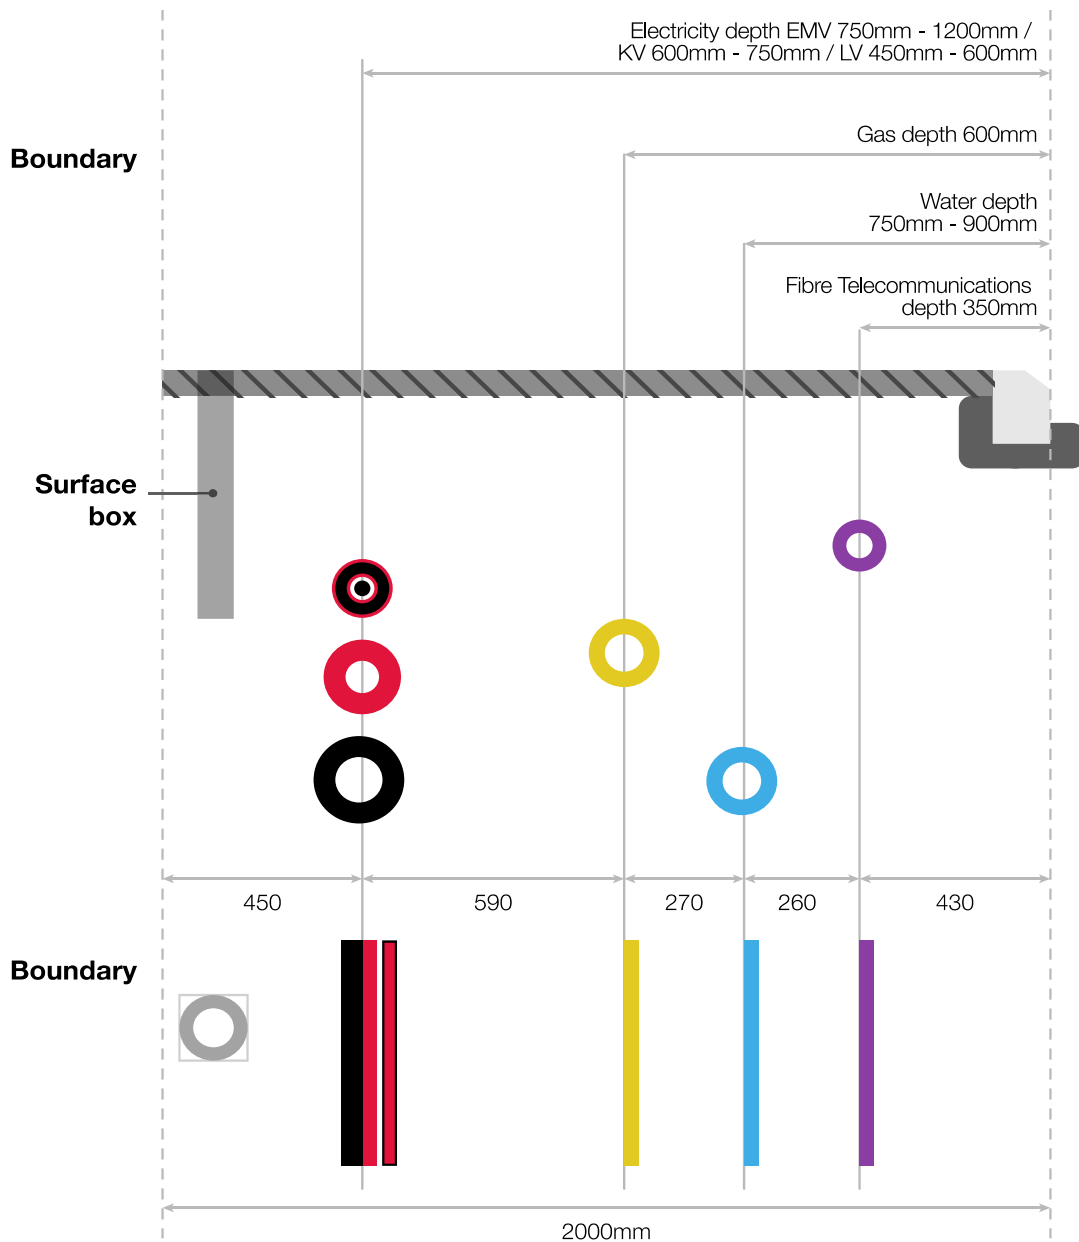 Electricity depth EMV 750mm - 1200mm /
KV 600mm - 750mm / LV 450mm - 600mm
Boundary
Gas depth 600mm
Water depth
750mm - 900mm
Fibre Telecommunications
depth 350mm
Surface
box
450
590
270
260
430
Boundary
2000mm